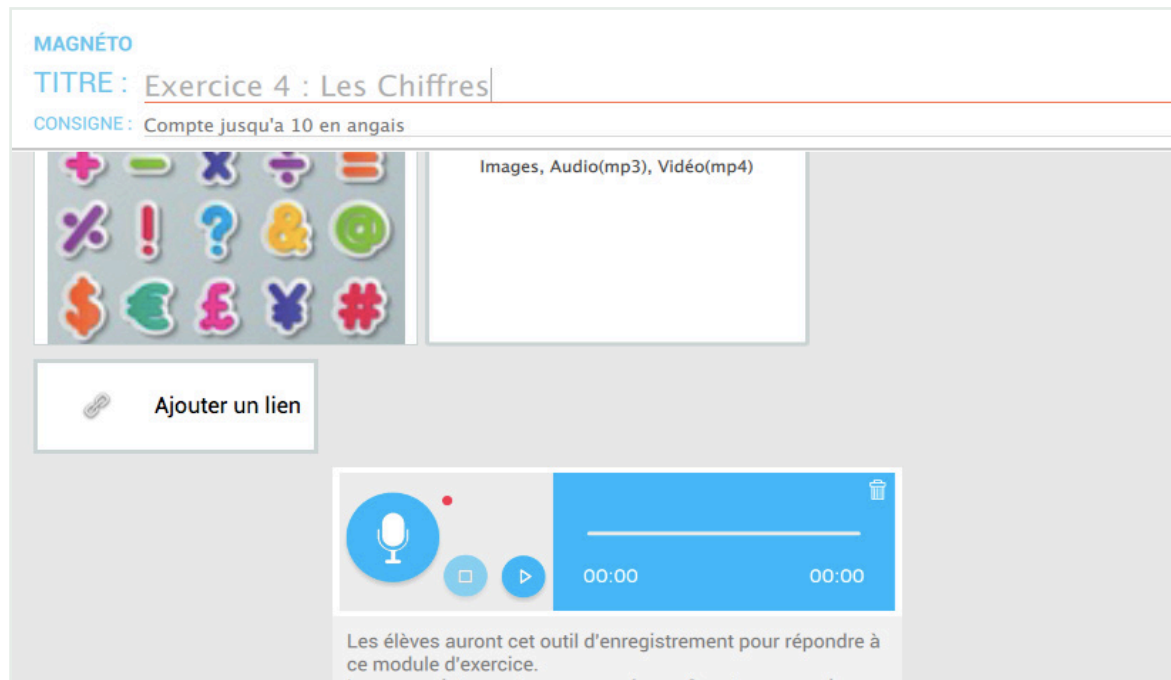 MAGNÉTO
TITRE : Exercice 4 : Les Chiffres
CONSIGNE : Compte jusqu'a 10 en angais
Images, Audio(mp3), Vidéo(mp4)
+ - x ÷ =
% ! ? & @
$ € £ ¥ #
Ajouter un lien
00:00 00:00
Les élèves auront cet outil d'enregistrement pour répondre à
ce module d'exercice.